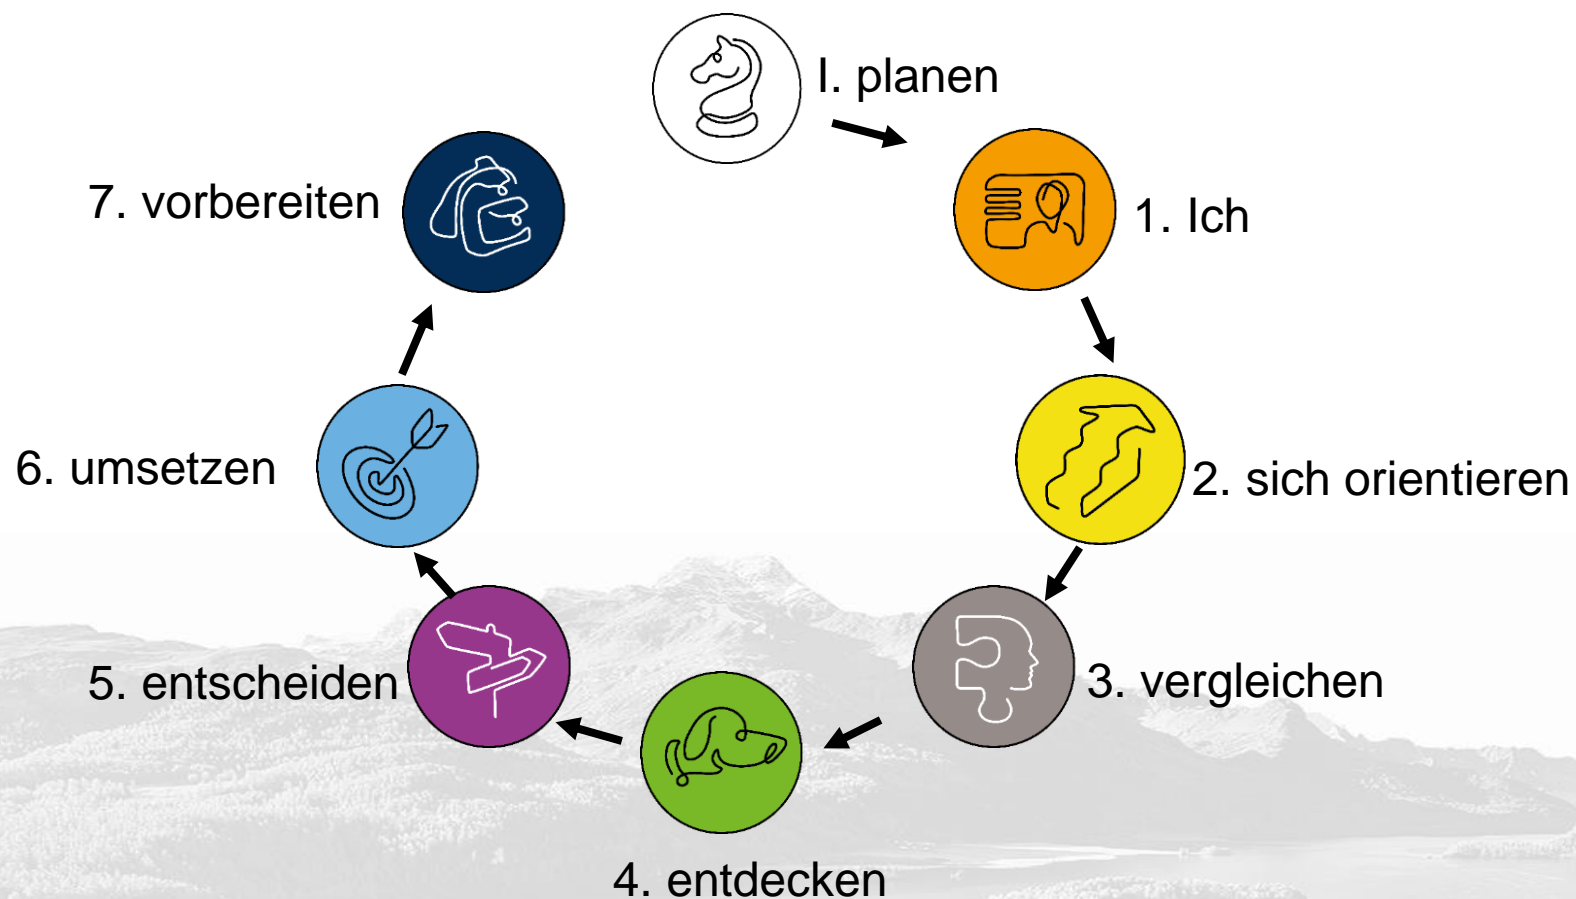 I. planen
1. Ich
2. sich orientieren
3. vergleichen
4. entdecken
5. entscheiden
6. umsetzen
7. vorbereiten